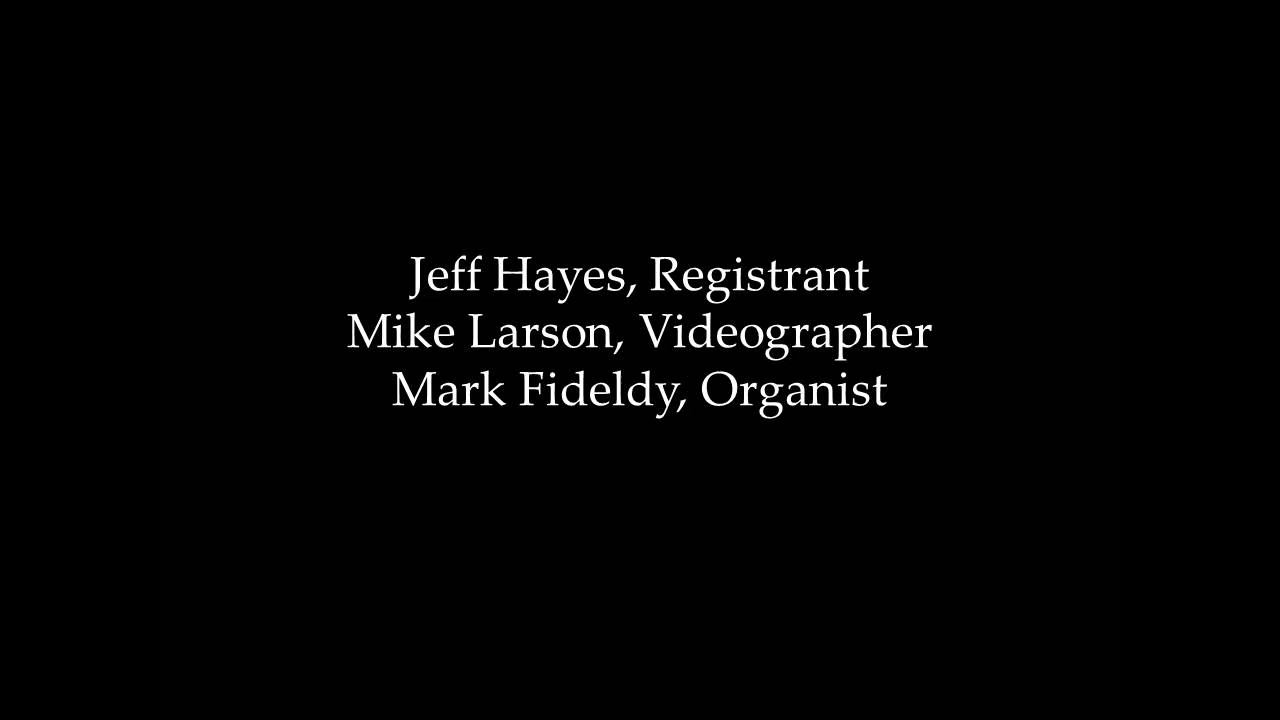 Jeff Hayes, Registrant
Mike Larson, Videographer
Mark Fideldy, Organist